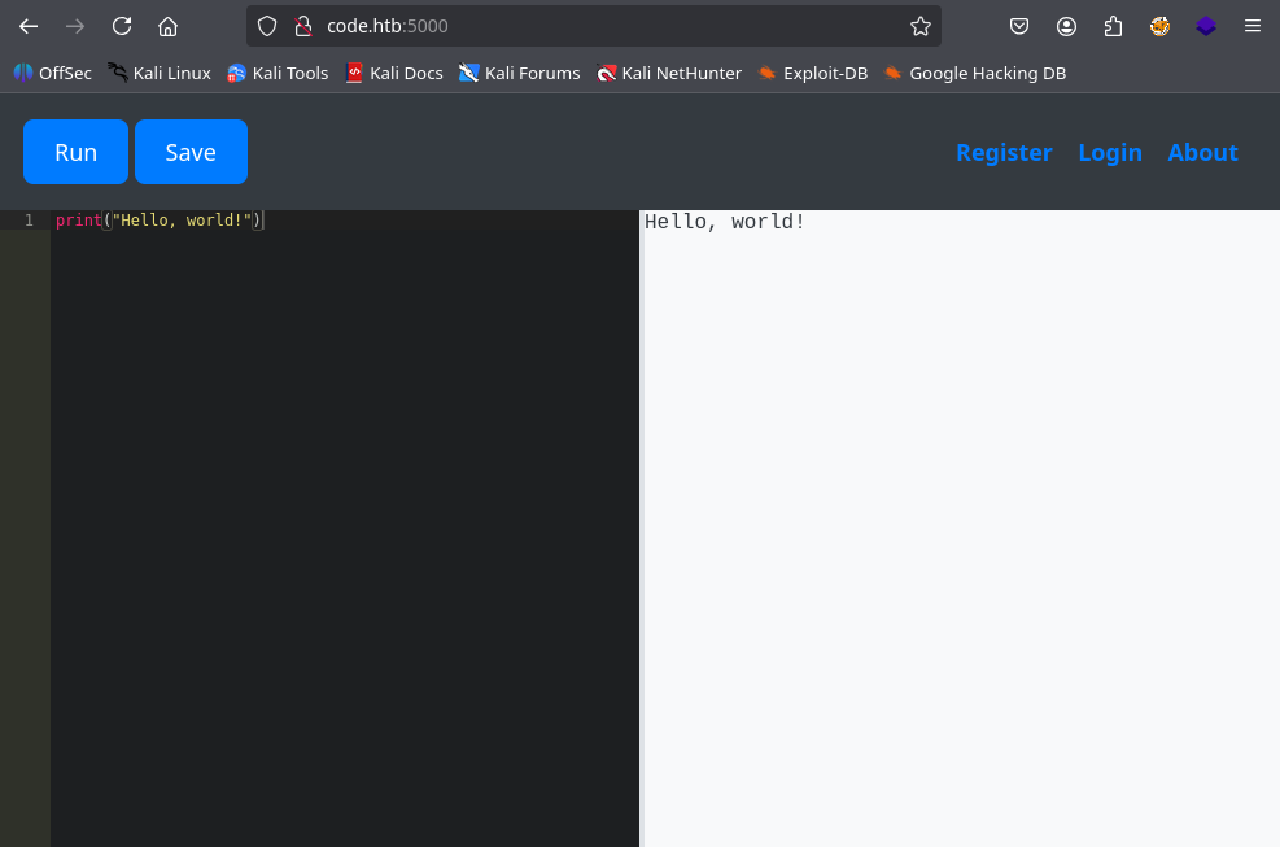 code.htb:5000
OffSec Kali Linux Kali Tools Kali Docs Kali Forums Kali NetHunter Exploit-DB Google Hacking DB
Run Save Register Login About
1 print("Hello, world!")
Hello, world!